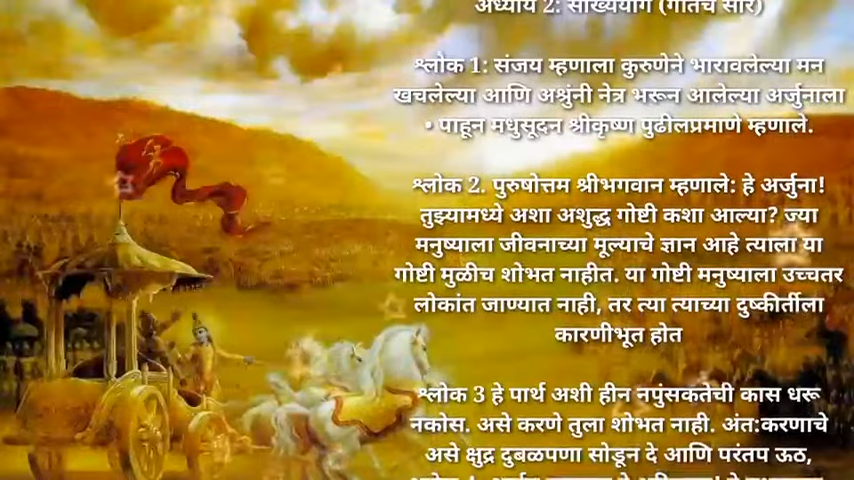 अध्याय 2: सांख्ययोग (गीतेचे सार)
श्लोक 1: संजय म्हणाला कुरुणेने भारावलेल्या मन
खचलेल्या आणि अश्रुंनी नेत्र भरून आलेल्या अर्जुनाला
• पाहून मधुसूदन श्रीकृष्ण पुढीलप्रमाणे म्हणाले.
श्लोक 2. पुरुषोत्तम श्रीभगवान म्हणाले: हे अर्जुना!
तुझ्यामध्ये अशा अशुद्ध गोष्टी कशा आल्या? ज्या
मनुष्याला जीवनाच्या मूल्याचे ज्ञान आहे त्याला या
गोष्टी मुळीच शोभत नाहीत. या गोष्टी मनुष्याला उच्चतर
लोकांत जाण्यात नाही, तर त्या त्याच्या दुष्कीर्तीला
कारणीभूत होत
श्लोक 3 हे पार्थ अशी हीन नपुंसकतेची कास धरू
नकोस. असे करणे तुला शोभत नाही. अंत:करणाचे
असे क्षुद्र दुबळपणा सोडून दे आणि परंतप ऊठ,